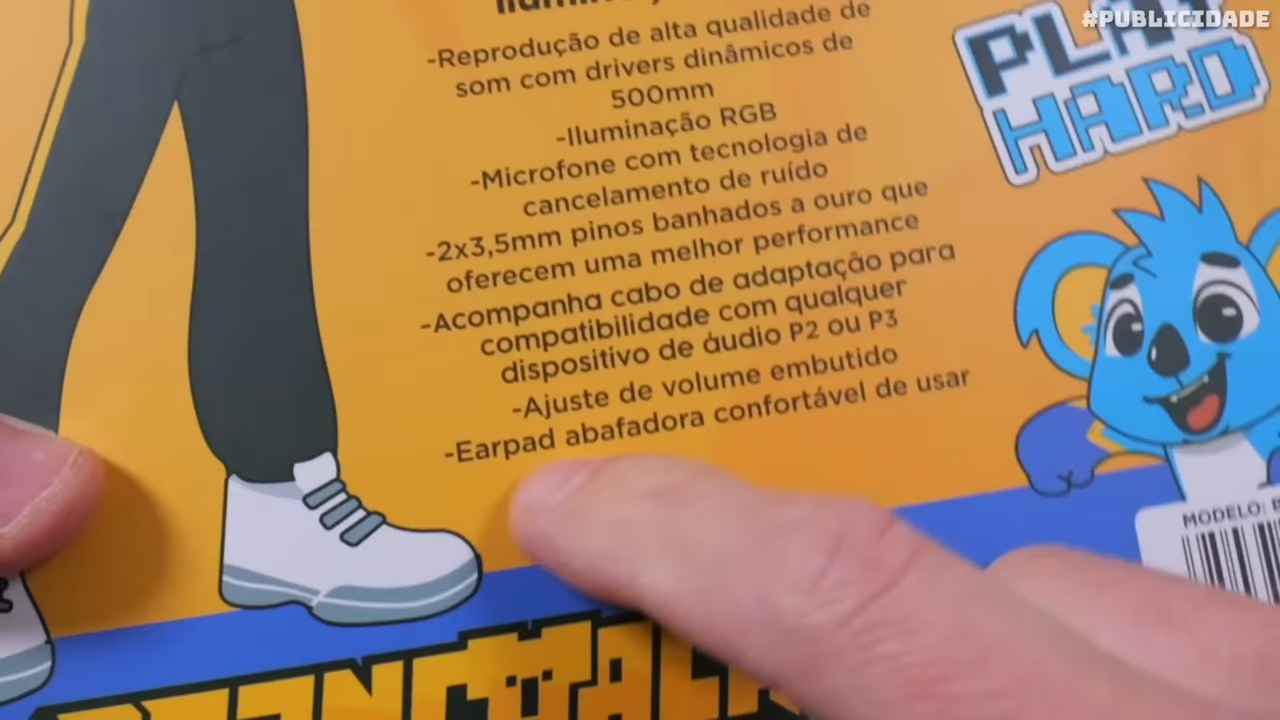 #PUBLICIDADE
-Reprodução de alta qualidade de
som com drivers dinâmicos de
500mm
-Iluminação RGB
-Microfone com tecnologia de
cancelamento de ruído
-2x3,5mm pinos banhados a ouro que
oferecem uma melhor performance
-Acompanha cabo de adaptação para
compatibilidade com qualquer
dispositivo de áudio P2 ou P3
-Ajuste de volume embutido
-Earpad abafadora confortável de usar
PLAY
HARD
MODELO: